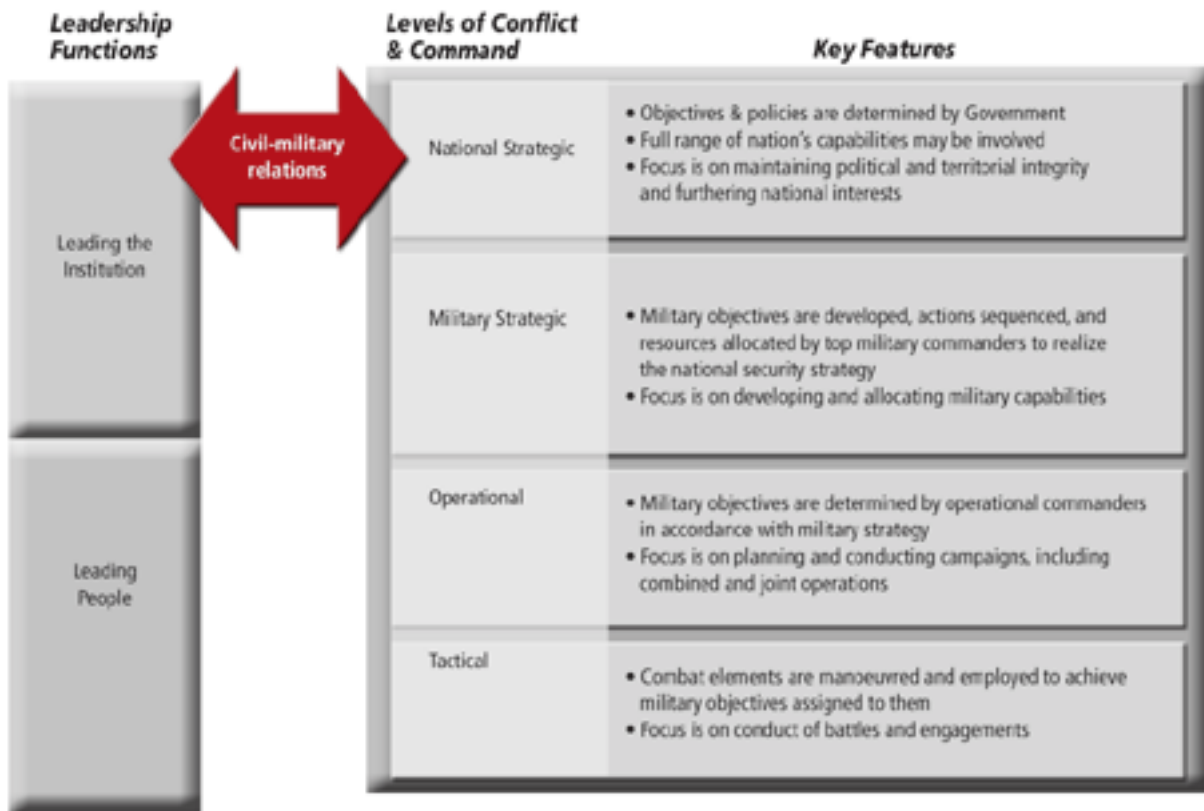 Leadership
Functions
Levels of Conflict
& Command
Key Features
Civil-military
relations
Leading the
Institution
Leading
People
National Strategic
• Objectives & policies are determined by Government
• Full range of nation's capabilities may be involved
• Focus is on maintaining political and territorial integrity
and furthering national interests
Military Strategic
• Military objectives are developed, actions sequenced, and
resources allocated by top military commanders to realize
the national security strategy
• Focus is on developing and allocating military capabilities
Operational
• Military objectives are determined by operational commanders
in accordance with military strategy
• Focus is on planning and conducting campaigns, including
combined and joint operations
Tactical
• Combat elements are manoeuvred and employed to achieve
military objectives assigned to them
• Focus is on conduct of battles and engagements